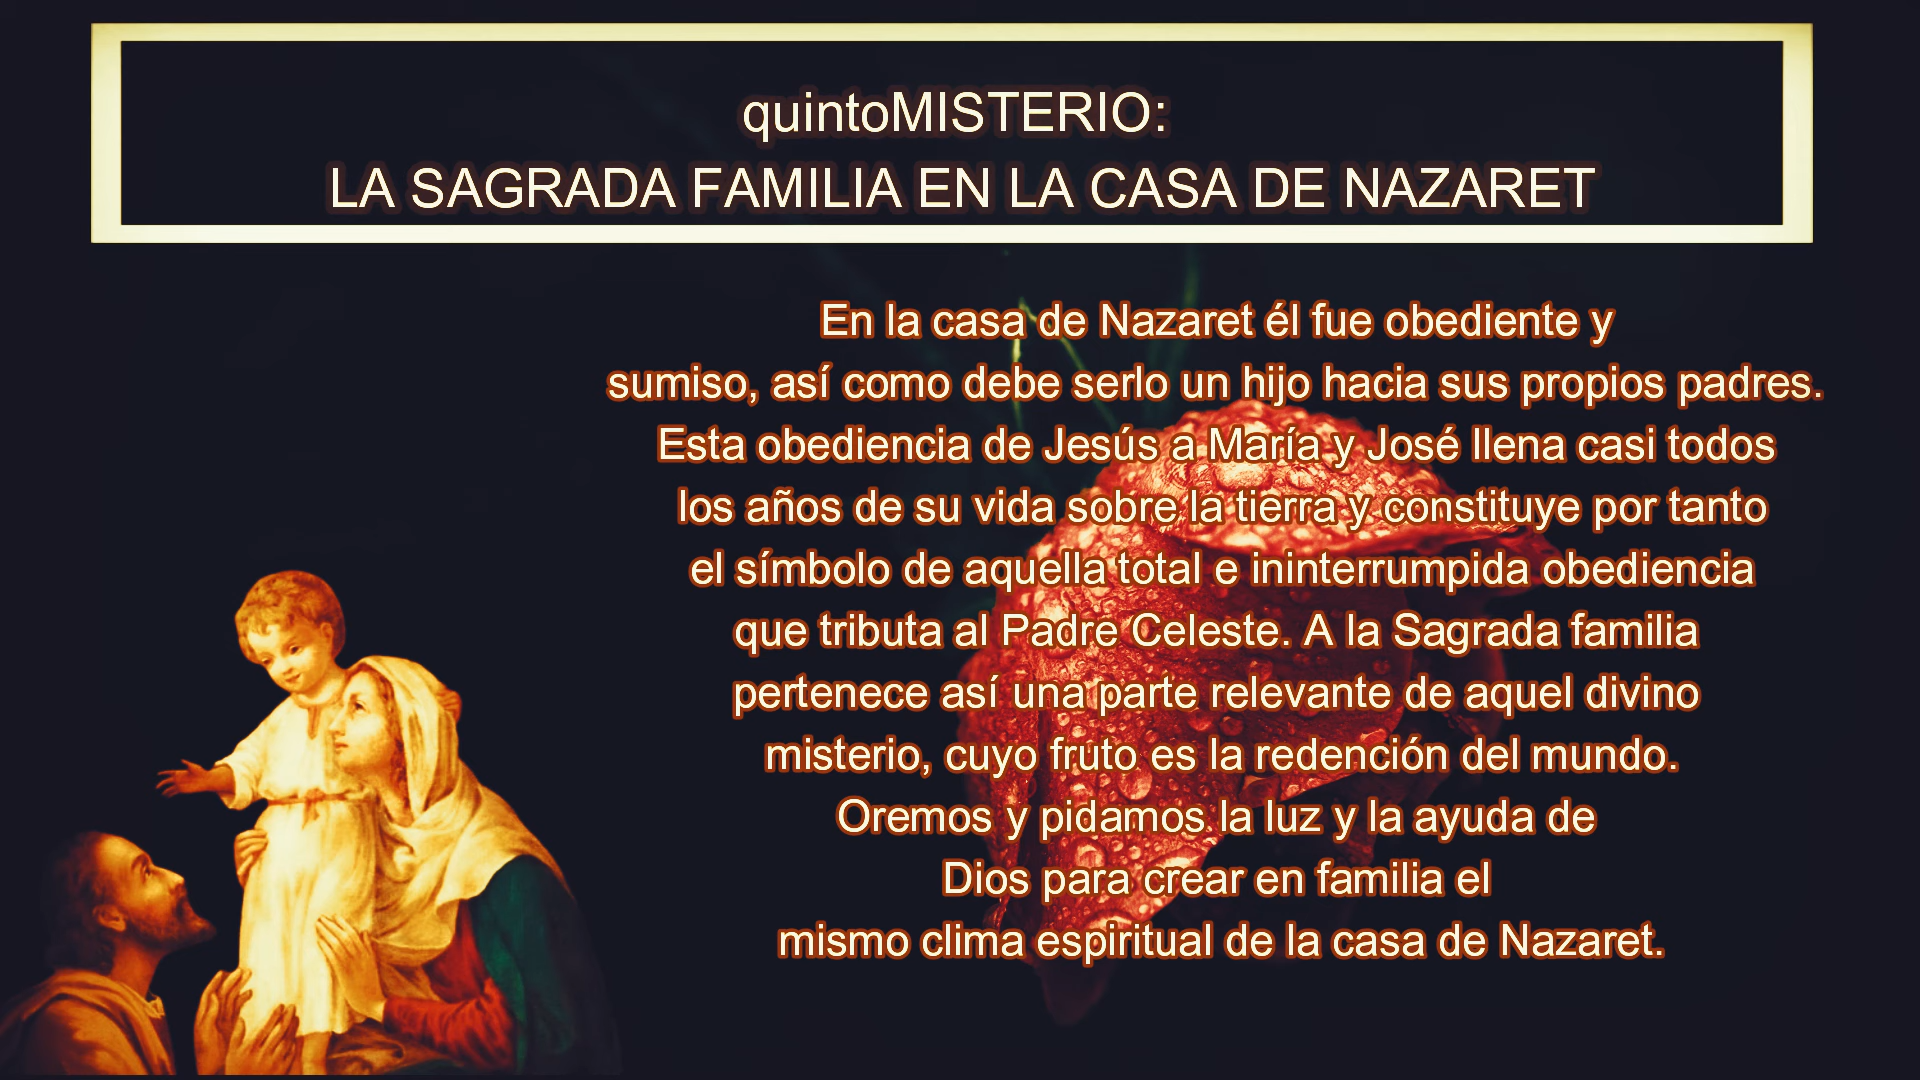 quintoMISTERIO:
LA SAGRADA FAMILIA EN LA CASA DE NAZARET
En la casa de Nazaret él fue obediente y
sumiso, así como debe serlo un hijo hacia sus propios padres.
Esta obediencia de Jesús a María y José llena casi todos
los años de su vida sobre la tierra y constituye por tanto
el símbolo de aquella total e ininterrumpida obediencia
que tributa al Padre Celeste. A la Sagrada familia
pertenece así una parte relevante de aquel divino
misterio, cuyo fruto es la redención del mundo.
Oremos y pidamos la luz y la ayuda de
Dios para crear en familia el
mismo clima espiritual de la casa de Nazaret.